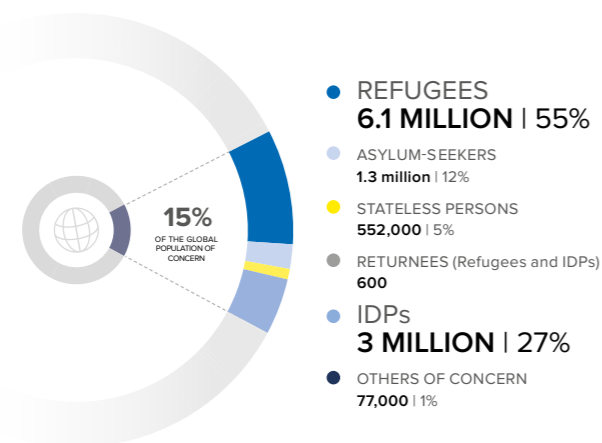 REFUGEES
6.1 MILLION | 55%
ASYLUM-SEEKERS
1.3 million | 12%
STATELESS PERSONS
552,000 | 5%
RETURNEES (Refugees and IDPs)
600
IDPs
3 MILLION | 27%
OTHERS OF CONCERN
77,000 | 1%
15%
OF THE GLOBAL
POPULATION OF
CONCERN